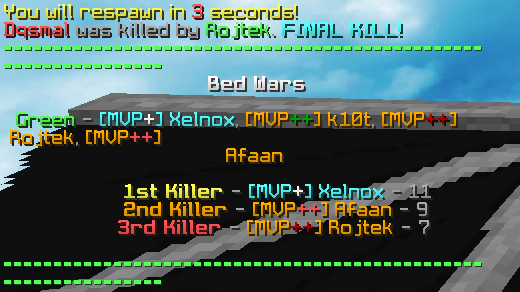 You will respawn in 3 seconds!
Dqsmal was killed by Rojtek. FINAL KILL!
Bed Wars
Green - [MVP+] Xelnox, [MVP++] k10t, [MVP++]
Rojtek, [MVP++]
Afaan
1st Killer - [MVP+] Xelnox - 11
2nd Killer - [MVP++] Afaan - 9
3rd Killer - [MVP++] Rojtek - 7